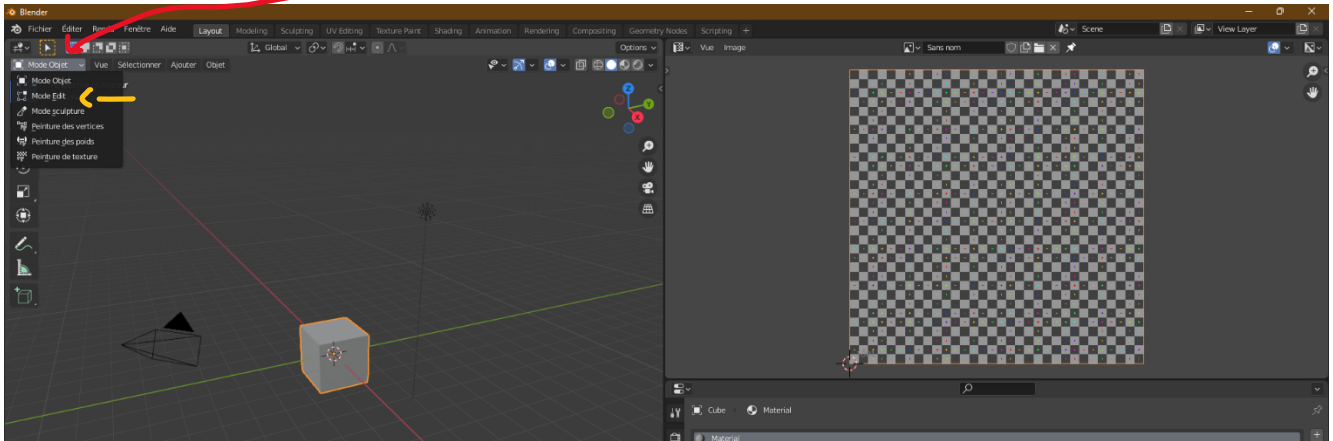 Blender
Fichier Éditer Rendu Fenêtre Aide Layout Modeling Sculpting UV Editing Texture Paint Shading Animation Rendering Compositing Geometry Nodes Scripting + Scene View Layer
Global Options Vue Image Sans nom
Mode Objet Vue Sélectionner Ajouter Objet
Mode Objet
Mode Edit
Mode sculpture
Peinture des vertices
Peinture des poids
Peinture de texture
Z
Y
X
Cube Material
Material